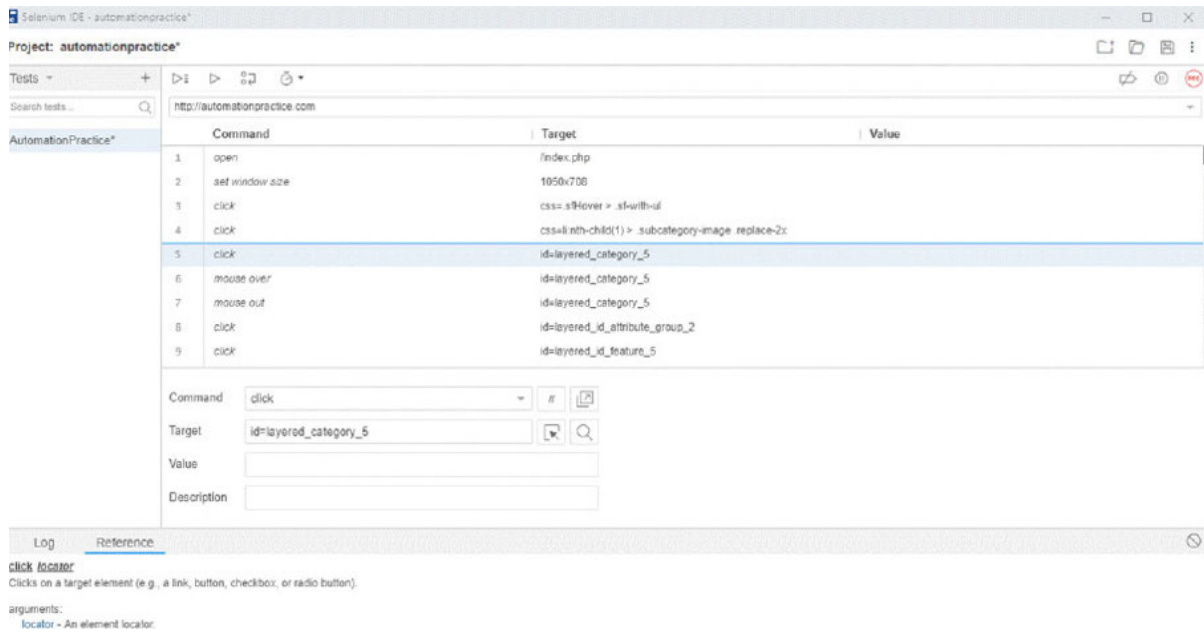 Selenium IDE - automationpractice*
Project: automationpractice*
Tests
Search tests...
http://automationpractice.com
AutomationPractice*
Command Target Value
1 open /index.php
2 set window size 1050x708
3 click css=.sfHover > .sf-with-ul
4 click css=li:nth-child(1) > .subcategory-image .replace-2x
5 click id=layered_category_5
6 mouse over id=layered_category_5
7 mouse out id=layered_category_5
8 click id=layered_id_attribute_group_2
9 click id=layered_id_feature_5
Command click //
Target id=layered_category_5
Value
Description
Log Reference
click locator
Clicks on a target element (e.g., a link, button, checkbox, or radio button).
arguments:
locator - An element locator.